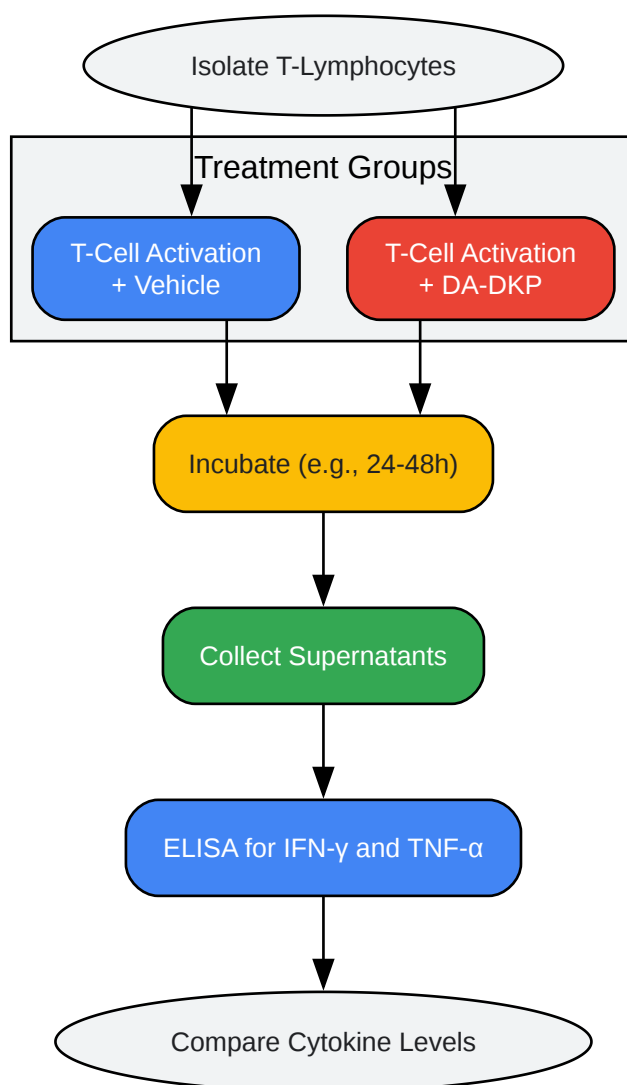 Isolate T-Lymphocytes
Treatment Groups
T-Cell Activation
+ Vehicle
T-Cell Activation
+ DA-DKP
Incubate (e.g., 24-48h)
Collect Supernatants
ELISA for IFN-γ and TNF-α
Compare Cytokine Levels